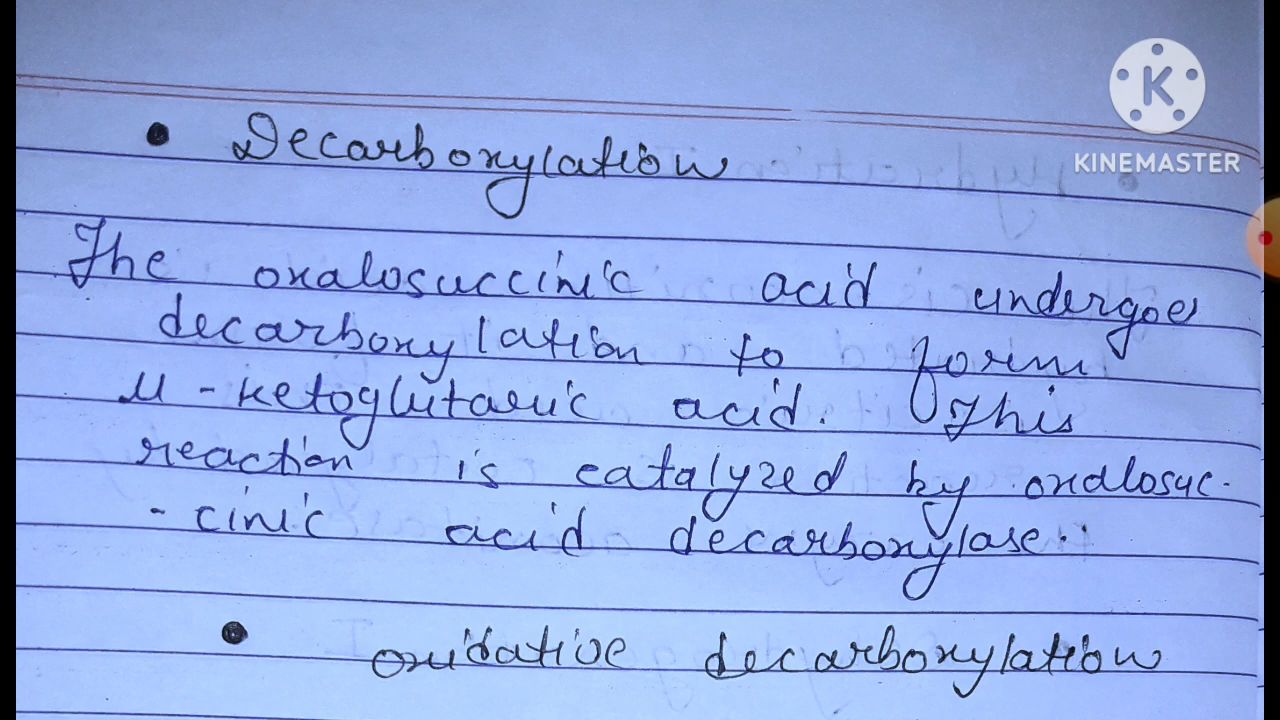 KINEMASTER
• Decarboxylation
The oxalosuccinic acid undergoes
decarboxylation to form
α-ketoglutaric acid. This
reaction is catalyzed by oxalosuc-
-cinic acid decarboxylase.
• oxidative decarboxylation